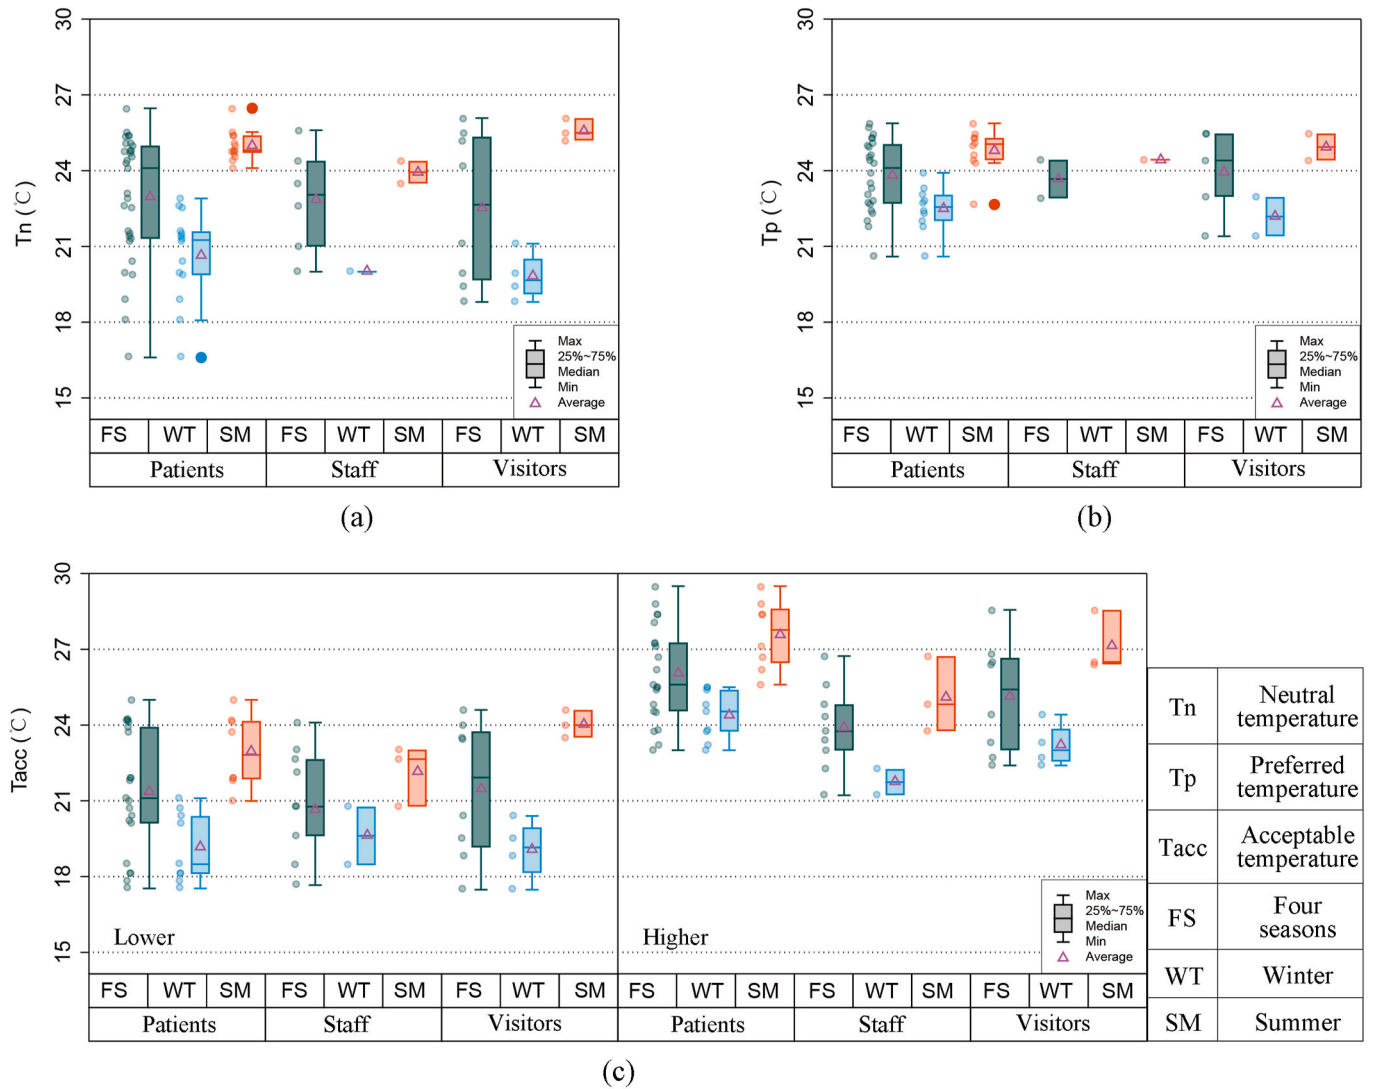 30
27
24
21
18
15
Tn (℃)
Max
25%~75%
Median
Min
Average
FS WT SM FS WT SM FS WT SM
Patients Staff Visitors
(a)
30
27
24
21
18
15
Tp (℃)
Max
25%~75%
Median
Min
Average
FS WT SM FS WT SM FS WT SM
Patients Staff Visitors
(b)
30
27
24
21
18
15
Tacc (℃)
Lower
Higher
Max
25%~75%
Median
Min
Average
FS WT SM FS WT SM FS WT SM FS WT SM FS WT SM FS WT SM
Patients Staff Visitors Patients Staff Visitors
(c)
Tn Neutral
temperature
Tp Preferred
temperature
Tacc Acceptable
temperature
FS Four
seasons
WT Winter
SM Summer